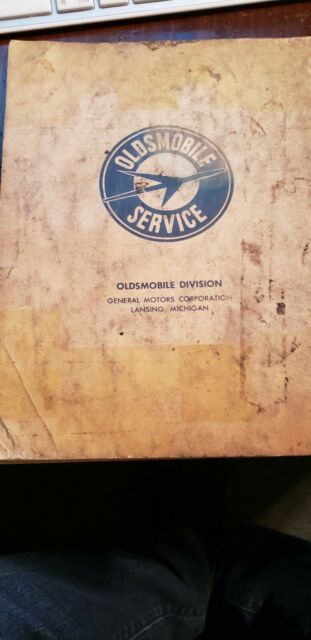 OLDSMOBILE
SERVICE
OLDSMOBILE DIVISION
GENERAL MOTORS CORPORATION
LANSING, MICHIGAN